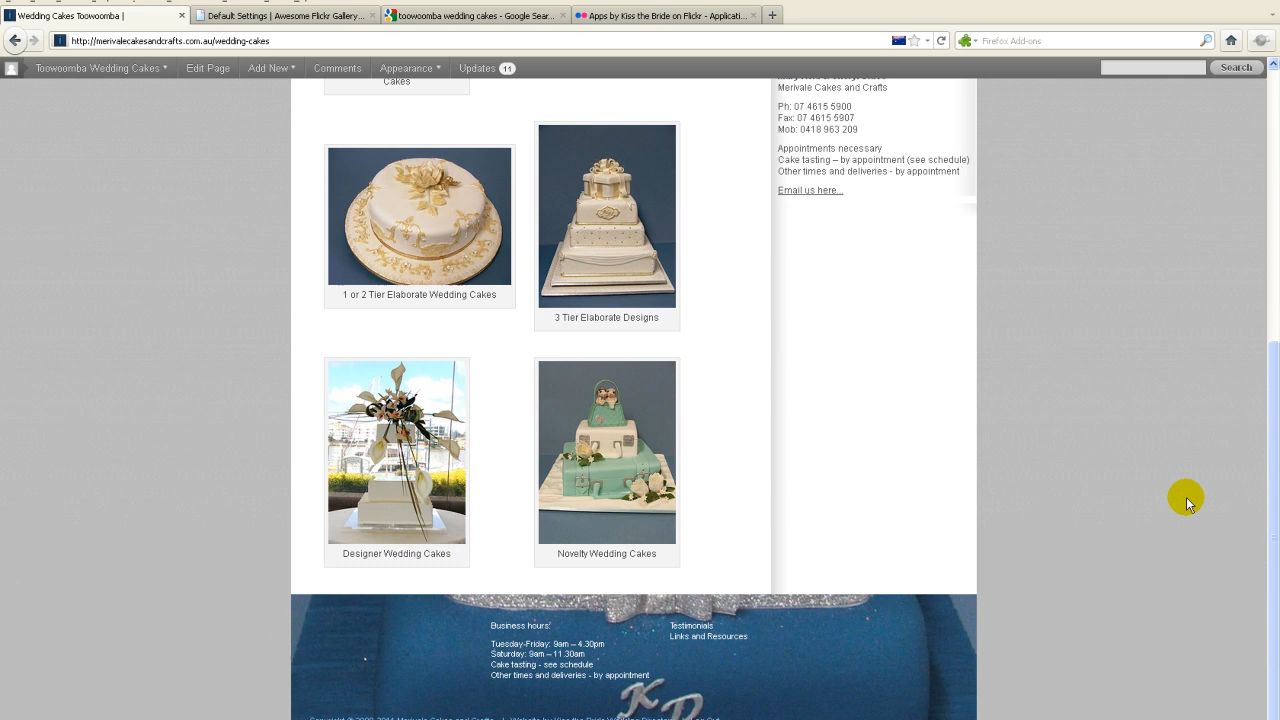 Wedding Cakes Toowoomba |
Default Settings | Awesome Flickr Gallery...
toowoomba wedding cakes - Google Sear...
Apps by Kiss the Bride on Flickr - Applicati...
http://merivalecakesandcrafts.com.au/wedding-cakes
Firefox Add-ons
Toowoomba Wedding Cakes
Edit Page
Add New
Comments
Appearance
Updates 11
Search
Cakes
Merivale Cakes and Crafts
Ph: 07 4615 5900
Fax: 07 4615 5907
Mob: 0418 963 209
Appointments necessary
Cake tasting – by appointment (see schedule)
Other times and deliveries - by appointment
Email us here...
1 or 2 Tier Elaborate Wedding Cakes
3 Tier Elaborate Designs
Designer Wedding Cakes
Novelty Wedding Cakes
Business hours:
Tuesday-Friday: 9am – 4.30pm
Saturday: 9am – 11.30am
Cake tasting - see schedule
Other times and deliveries - by appointment
Testimonials
Links and Resources